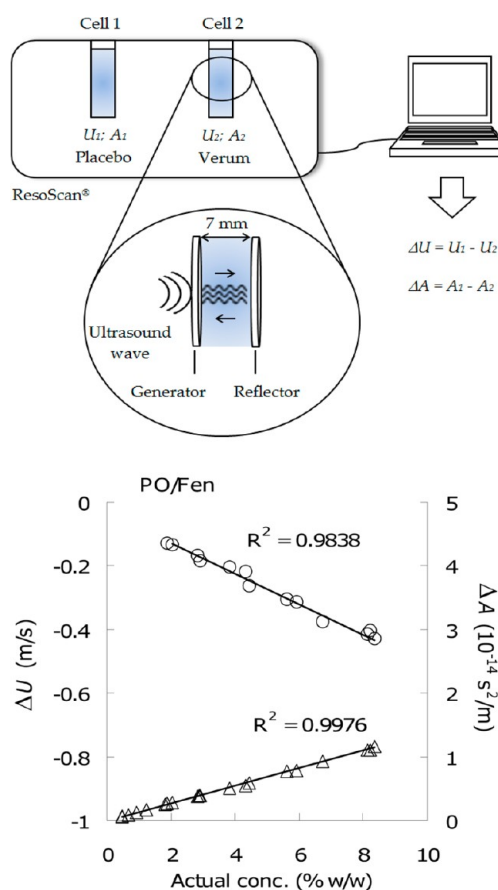 Cell 1 Cell 2
U₁; A₁ U₂; A₂
Placebo Verum
ResoScan®
7 mm
ΔU = U₁ - U₂
ΔA = A₁ - A₂
Ultrasound
wave
Generator Reflector
PO/Fen
R² = 0.9838
R² = 0.9976
0
-0.2
-0.4
-0.6
-0.8
-1
ΔU (m/s)
5
4
3
2
1
0
ΔA (10⁻¹⁴ s²/m)
0 2 4 6 8 10
Actual conc. (% w/w)